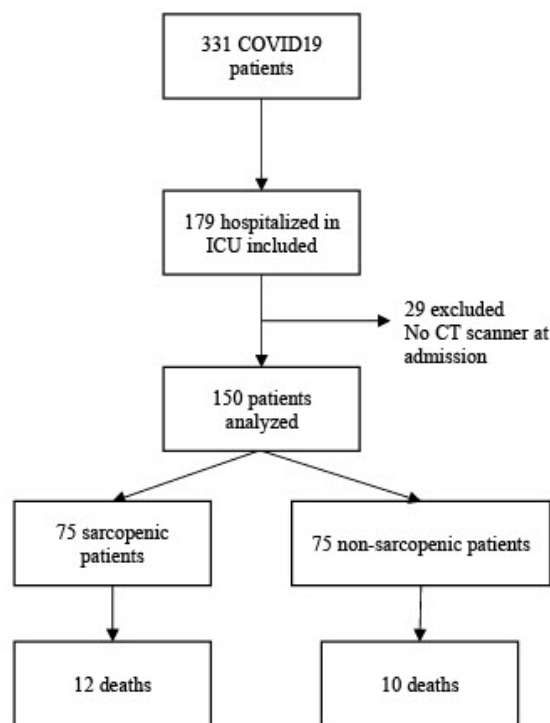 331 COVID19
patients
179 hospitalized in
ICU included
29 excluded
No CT scanner at
admission
150 patients
analyzed
75 sarcopenic
patients
75 non-sarcopenic patients
12 deaths
10 deaths